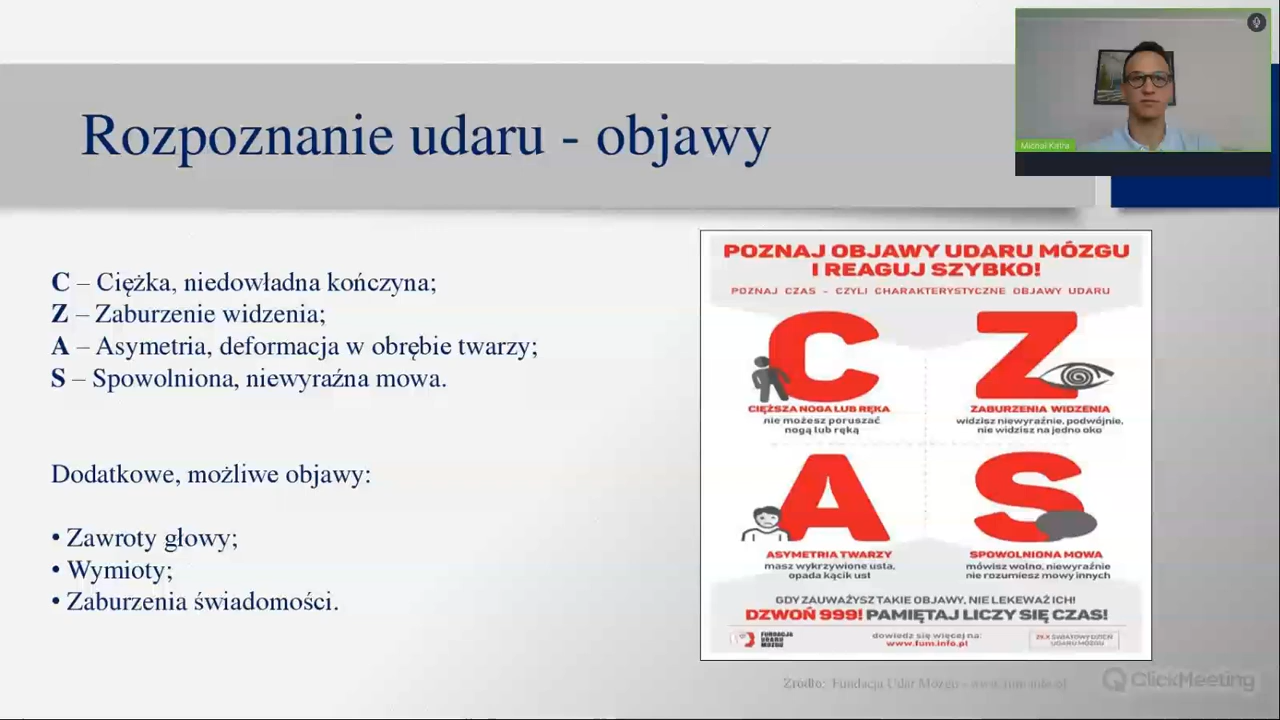 Rozpoznanie udaru - objawy
C – Ciężka, niedowładna kończyna;
Z – Zaburzenie widzenia;
A – Asymetria, deformacja w obrębie twarzy;
S – Spowolniona, niewyraźna mowa.
Dodatkowe, możliwe objawy:
• Zawroty głowy;
• Wymioty;
• Zaburzenia świadomości.
POZNAJ OBJAWY UDARU MÓZGU
I REAGUJ SZYBKO!
POZNAJ CZAS – CZYLI CHARAKTERYSTYCZNE OBJAWY UDARU
C
CIĘŻSZA NOGA LUB RĘKA
nie możesz poruszać
nogą lub ręką
Z
ZABURZENIA WIDZENIA
widzisz niewyraźnie, podwójnie,
nie widzisz na jedno oko
A
ASYMETRIA TWARZY
masz wykrzywione usta,
opada kącik ust
S
SPOWOLNIONA MOWA
mówisz wolno, niewyraźnie
nie rozumiesz mowy innych
GDY ZAUWAŻYSZ TAKIE OBJAWY, NIE LEKCEWAŻ ICH!
DZWOŃ 999! PAMIĘTAJ LICZY SIĘ CZAS!
FUNDACJA
UDARU
MÓZGU
dowiedz się więcej na:
www.fum.info.pl
29.X ŚWIATOWY DZIEŃ
UDARU MÓZGU
Źródło: Fundacja Udar Mózgu - www.fum.info.pl
Michał
ClickMeeting